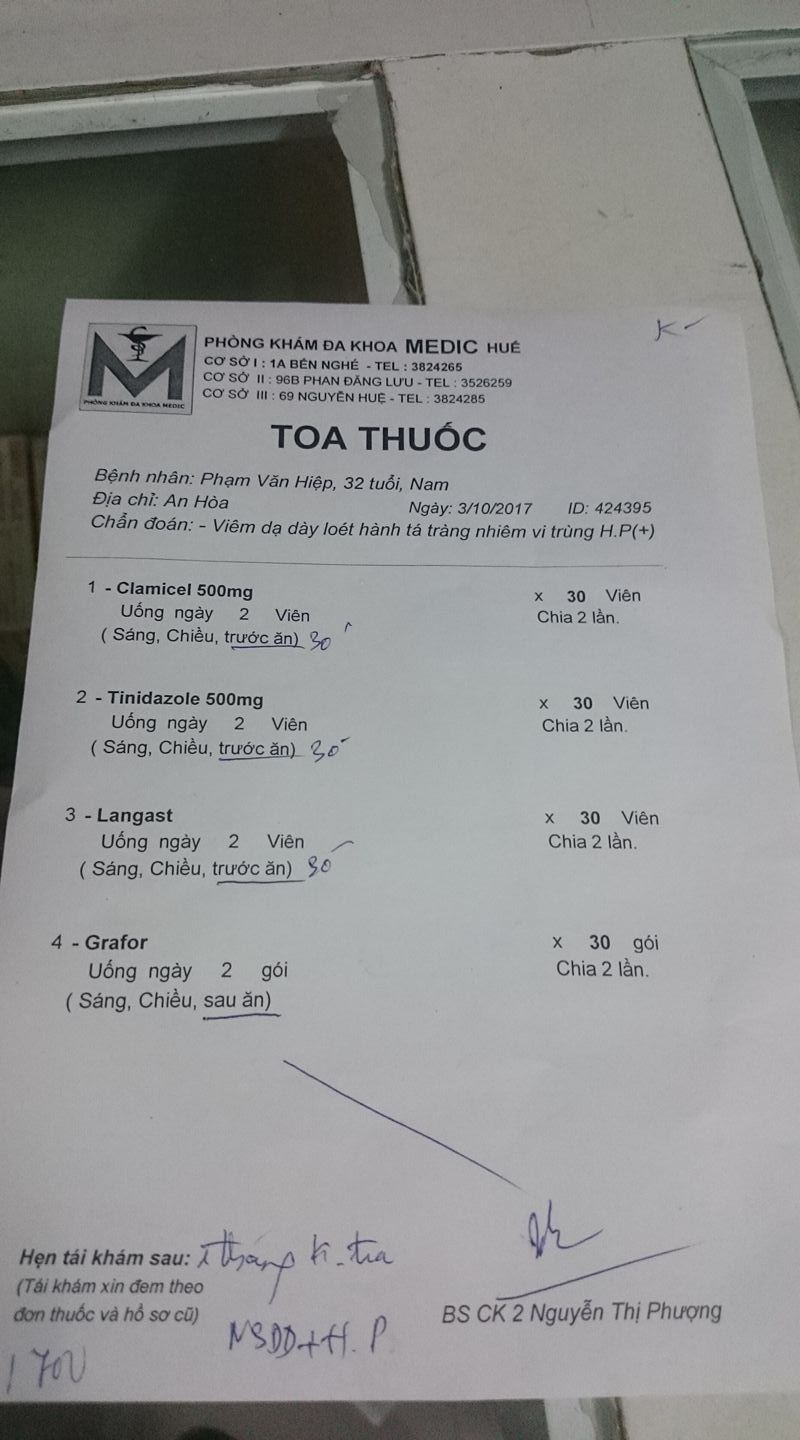 K
PHÒNG KHÁM ĐA KHOA MEDIC HUẾ
CƠ SỞ I : 1A BẾN NGHÉ - TEL : 3824265
CƠ SỞ II : 96B PHAN ĐĂNG LƯU - TEL : 3526259
CƠ SỞ III : 69 NGUYỄN HUỆ - TEL : 3824285
PHÒNG KHÁM ĐA KHOA MEDIC
TOA THUỐC
Bệnh nhân: Phạm Văn Hiệp, 32 tuổi, Nam
Địa chỉ: An Hòa Ngày: 3/10/2017 ID: 424395
Chẩn đoán: - Viêm dạ dày loét hành tá tràng nhiêm vi trùng H.P(+)
1 - Clamicel 500mg x 30 Viên
Uống ngày 2 Viên Chia 2 lần.
( Sáng, Chiều, trước ăn) 30'
2 - Tinidazole 500mg x 30 Viên
Uống ngày 2 Viên Chia 2 lần.
( Sáng, Chiều, trước ăn) 30'
3 - Langast x 30 Viên
Uống ngày 2 Viên Chia 2 lần.
( Sáng, Chiều, trước ăn) 30'
4 - Grafor x 30 gói
Uống ngày 2 gói Chia 2 lần.
( Sáng, Chiều, sau ăn)
Hẹn tái khám sau: 1 tháng k-tra
(Tái khám xin đem theo
đơn thuốc và hồ sơ cũ)
NSDD+H.P
BS CK 2 Nguyễn Thị Phượng